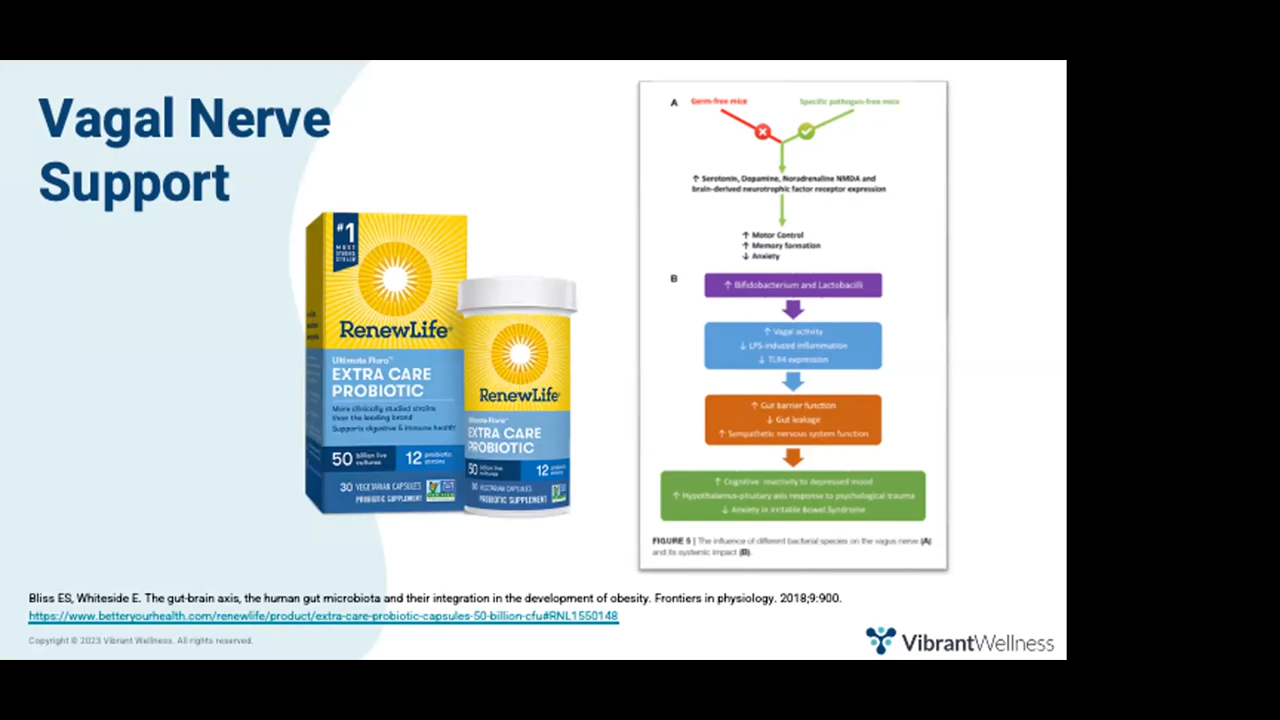 Vagal Nerve
Support
#1
RenewLife
Ultimate Flora™
EXTRA CARE
PROBIOTIC
More clinically studied strains
than the leading brand
Supports digestive & immune health
50 billion live cultures 12 probiotic strains
30 VEGETARIAN CAPSULES
PROBIOTIC SUPPLEMENT
RenewLife
Ultimate Flora™
EXTRA CARE
PROBIOTIC
50 billion live cultures 12 probiotic strains
30 VEGETARIAN CAPSULES
PROBIOTIC SUPPLEMENT
A
Germ-free mice
Specific pathogen-free mice
↑ Serotonin, Dopamine, Noradrenaline NMDA and
brain-derived neurotrophic factor receptor expression
↑ Motor Control
↑ Memory formation
↓ Anxiety
B
↑ Bifidobacterium and Lactobacilli
↑ Vagal activity
↓ LPS-induced inflammation
↓ TLR4 expression
↑ Gut barrier function
↓ Gut leakage
↑ Sympathetic nervous system function
↑ Cognitive reactivity to depressed mood
↑ Hypothalamus-pituitary axis response to psychological trauma
↓ Anxiety in Irritable Bowel Syndrome
FIGURE 5 | The influence of different bacterial species on the vagus nerve (A)
and its systemic impact (B).
Bliss ES, Whiteside E. The gut-brain axis, the human gut microbiota and their integration in the development of obesity. Frontiers in physiology. 2018;9:900.
https://www.betteryourhealth.com/renewlife/product/extra-care-probiotic-capsules-50-billion-cfu#RNL1550148
Copyright © 2023 Vibrant Wellness. All rights reserved.
VibrantWellness